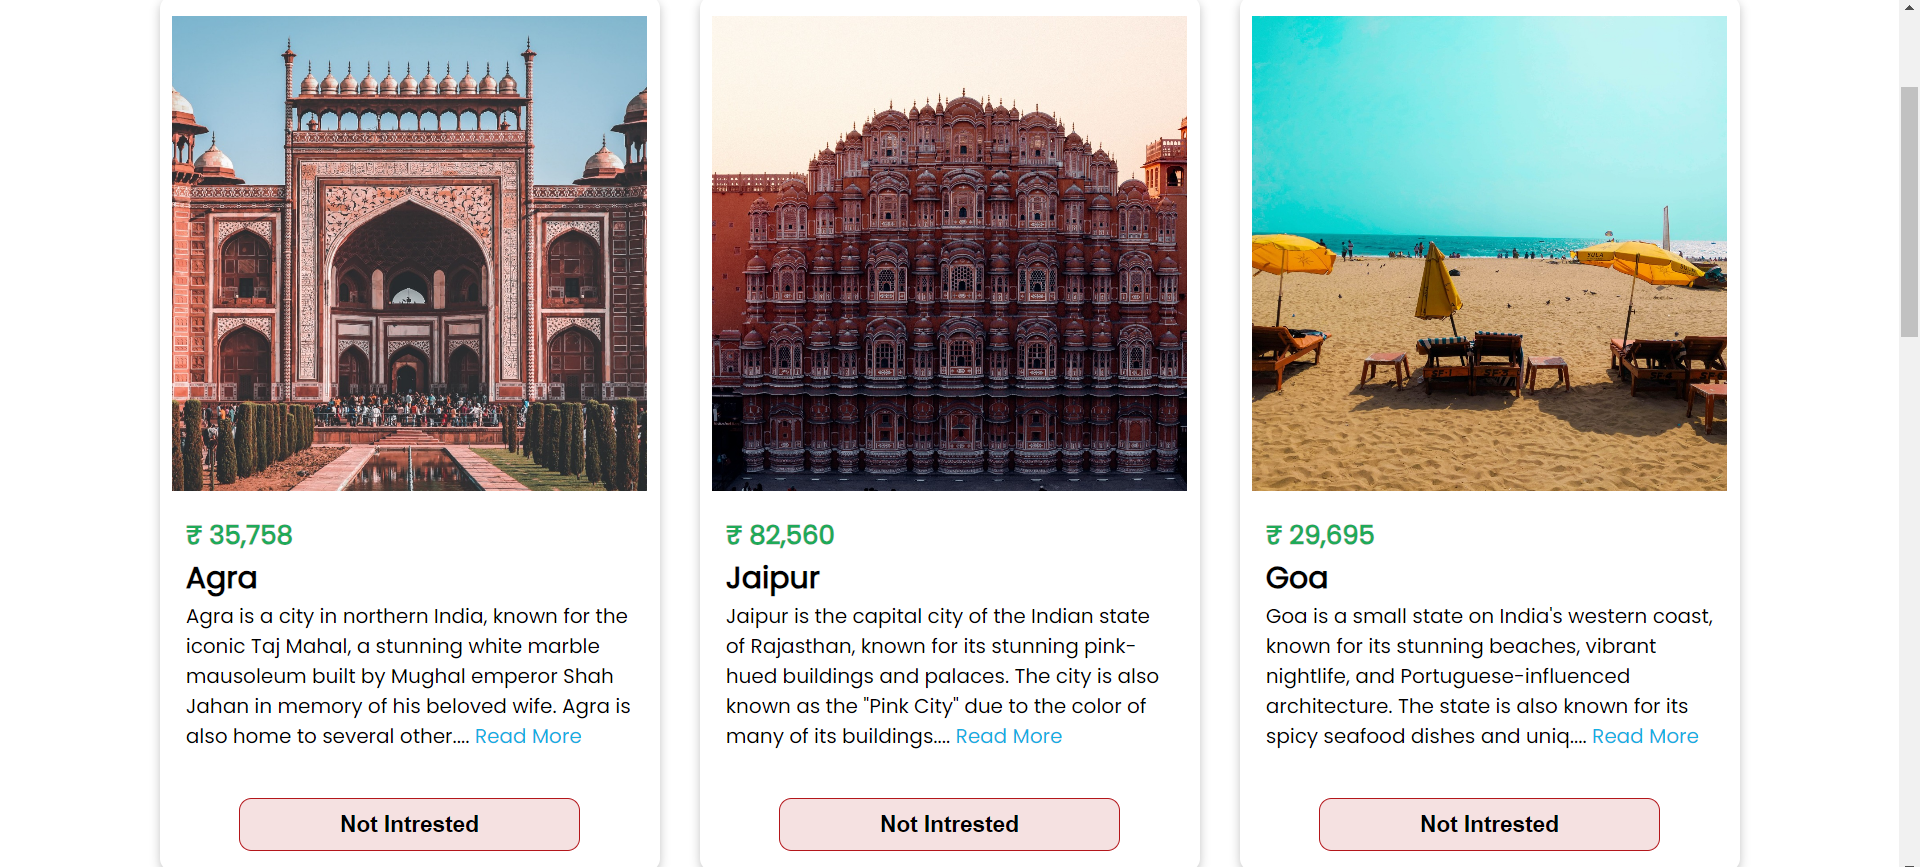 ₹ 35,758
Agra
Agra is a city in northern India, known for the
iconic Taj Mahal, a stunning white marble
mausoleum built by Mughal emperor Shah
Jahan in memory of his beloved wife. Agra is
also home to several other.... Read More
Not Intrested
₹ 82,560
Jaipur
Jaipur is the capital city of the Indian state
of Rajasthan, known for its stunning pink-
hued buildings and palaces. The city is also
known as the "Pink City" due to the color of
many of its buildings.... Read More
Not Intrested
SULA
₹ 29,695
Goa
Goa is a small state on India's western coast,
known for its stunning beaches, vibrant
nightlife, and Portuguese-influenced
architecture. The state is also known for its
spicy seafood dishes and uniq.... Read More
Not Intrested